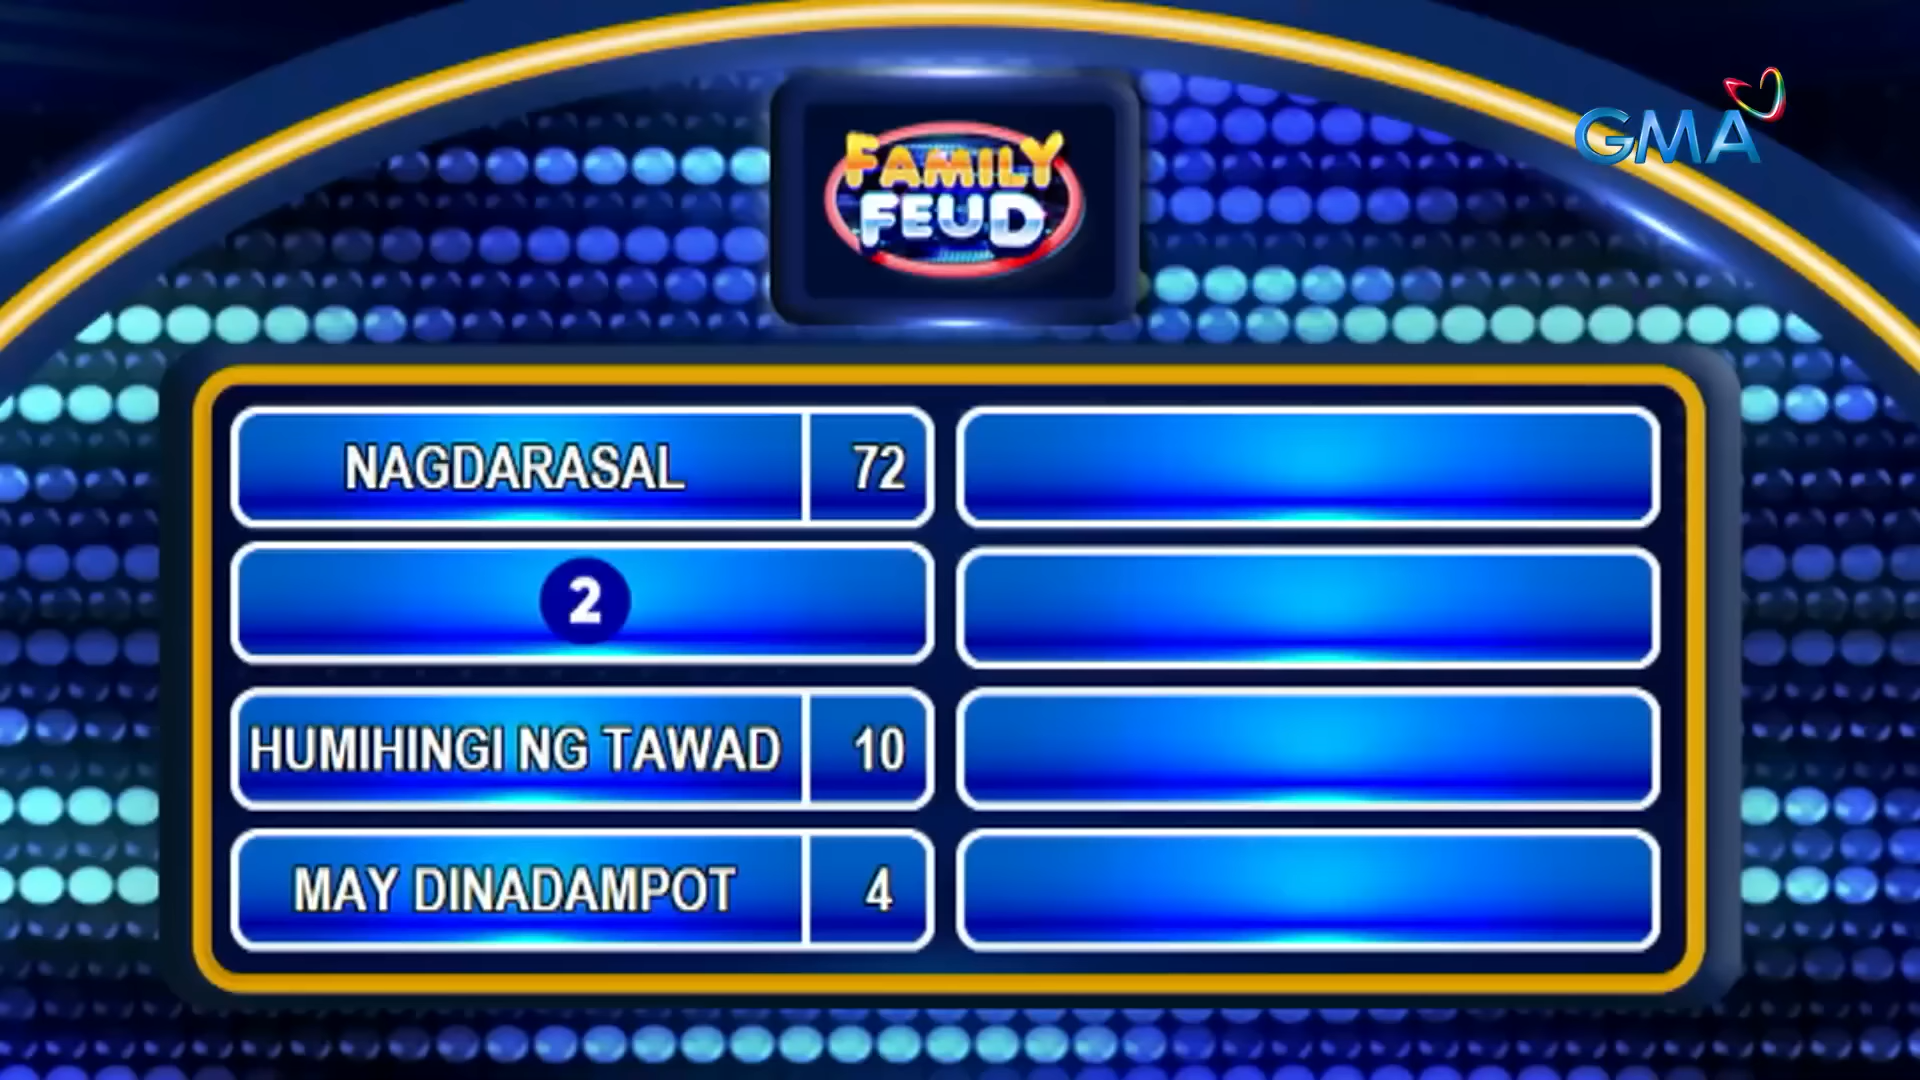 FAMILY
FEUD
GMA
NAGDARASAL 72
2
HUMIHINGI NG TAWAD 10
MAY DINADAMPOT 4